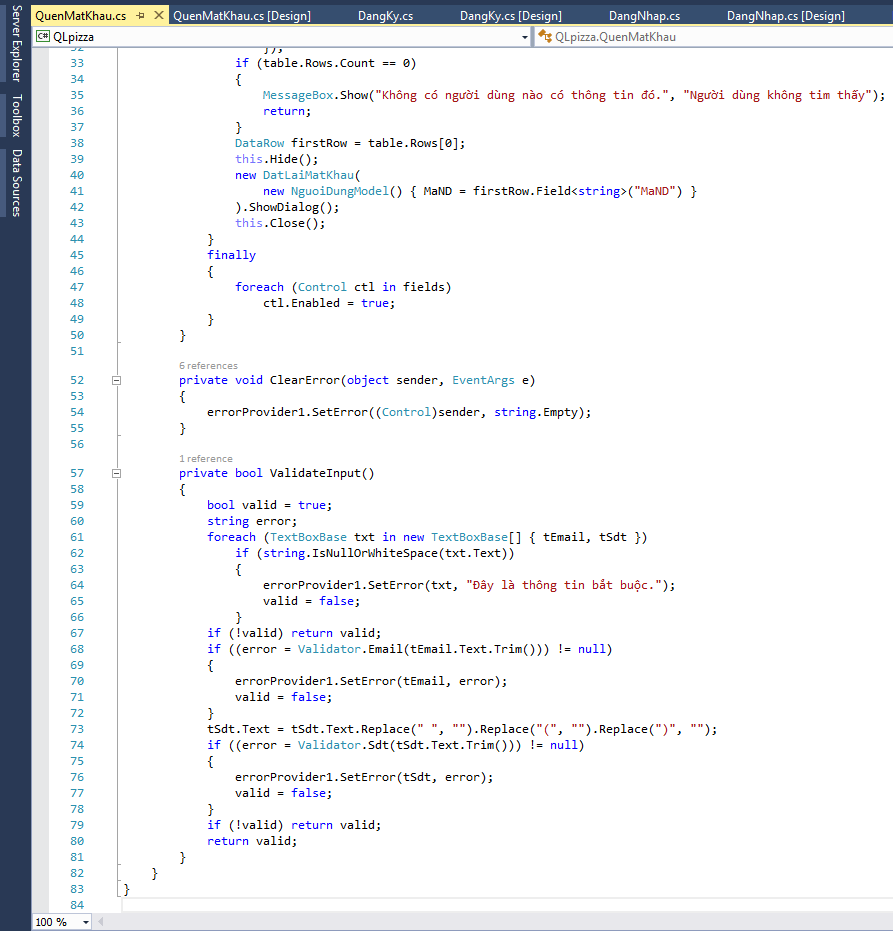 QuenMatKhau.cs
QuenMatKhau.cs [Design]
DangKy.cs
DangKy.cs [Design]
DangNhap.cs
DangNhap.cs [Design]
Server Explorer
Toolbox
Data Sources
C# QLpizza
QLpizza.QuenMatKhau
32 });
33 if (table.Rows.Count == 0)
34 {
35 MessageBox.Show("Không có người dùng nào có thông tin đó.", "Người dùng không tìm thấy");
36 return;
37 }
38 DataRow firstRow = table.Rows[0];
39 this.Hide();
40 new DatLaiMatKhau(
41 new NguoiDungModel() { MaND = firstRow.Field<string>("MaND") }
42 ).ShowDialog();
43 this.Close();
44 }
45 finally
46 {
47 foreach (Control ctl in fields)
48 ctl.Enabled = true;
49 }
50 }
51
6 references
52 private void ClearError(object sender, EventArgs e)
53 {
54 errorProvider1.SetError((Control)sender, string.Empty);
55 }
56
1 reference
57 private bool ValidateInput()
58 {
59 bool valid = true;
60 string error;
61 foreach (TextBoxBase txt in new TextBoxBase[] { tEmail, tSdt })
62 if (string.IsNullOrWhiteSpace(txt.Text))
63 {
64 errorProvider1.SetError(txt, "Đây là thông tin bắt buộc.");
65 valid = false;
66 }
67 if (!valid) return valid;
68 if ((error = Validator.Email(tEmail.Text.Trim())) != null)
69 {
70 errorProvider1.SetError(tEmail, error);
71 valid = false;
72 }
73 tSdt.Text = tSdt.Text.Replace(" ", "").Replace("(", "").Replace(")", "");
74 if ((error = Validator.Sdt(tSdt.Text.Trim())) != null)
75 {
76 errorProvider1.SetError(tSdt, error);
77 valid = false;
78 }
79 if (!valid) return valid;
80 return valid;
81 }
82 }
83 }
84
100 %